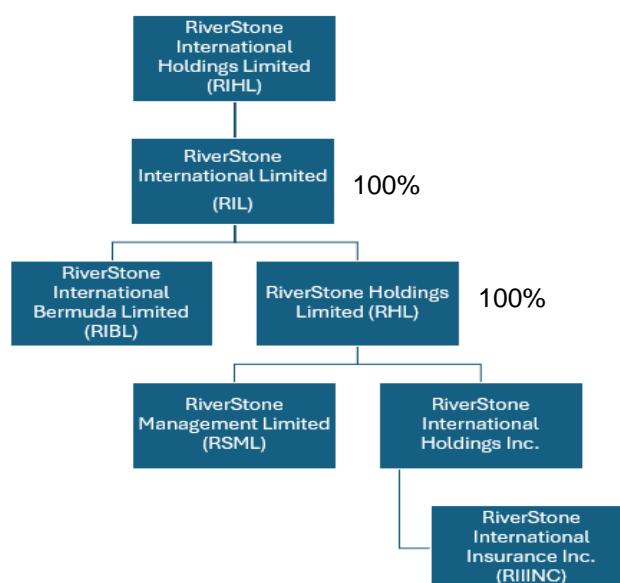 RiverStone
International
Holdings Limited
(RIHL)
RiverStone
International Limited
(RIL)
100%
RiverStone
International
Bermuda Limited
(RIBL)
RiverStone Holdings
Limited (RHL)
100%
RiverStone
Management Limited
(RSML)
RiverStone
International
Holdings Inc.
RiverStone
International
Insurance Inc.
(RIIINC)